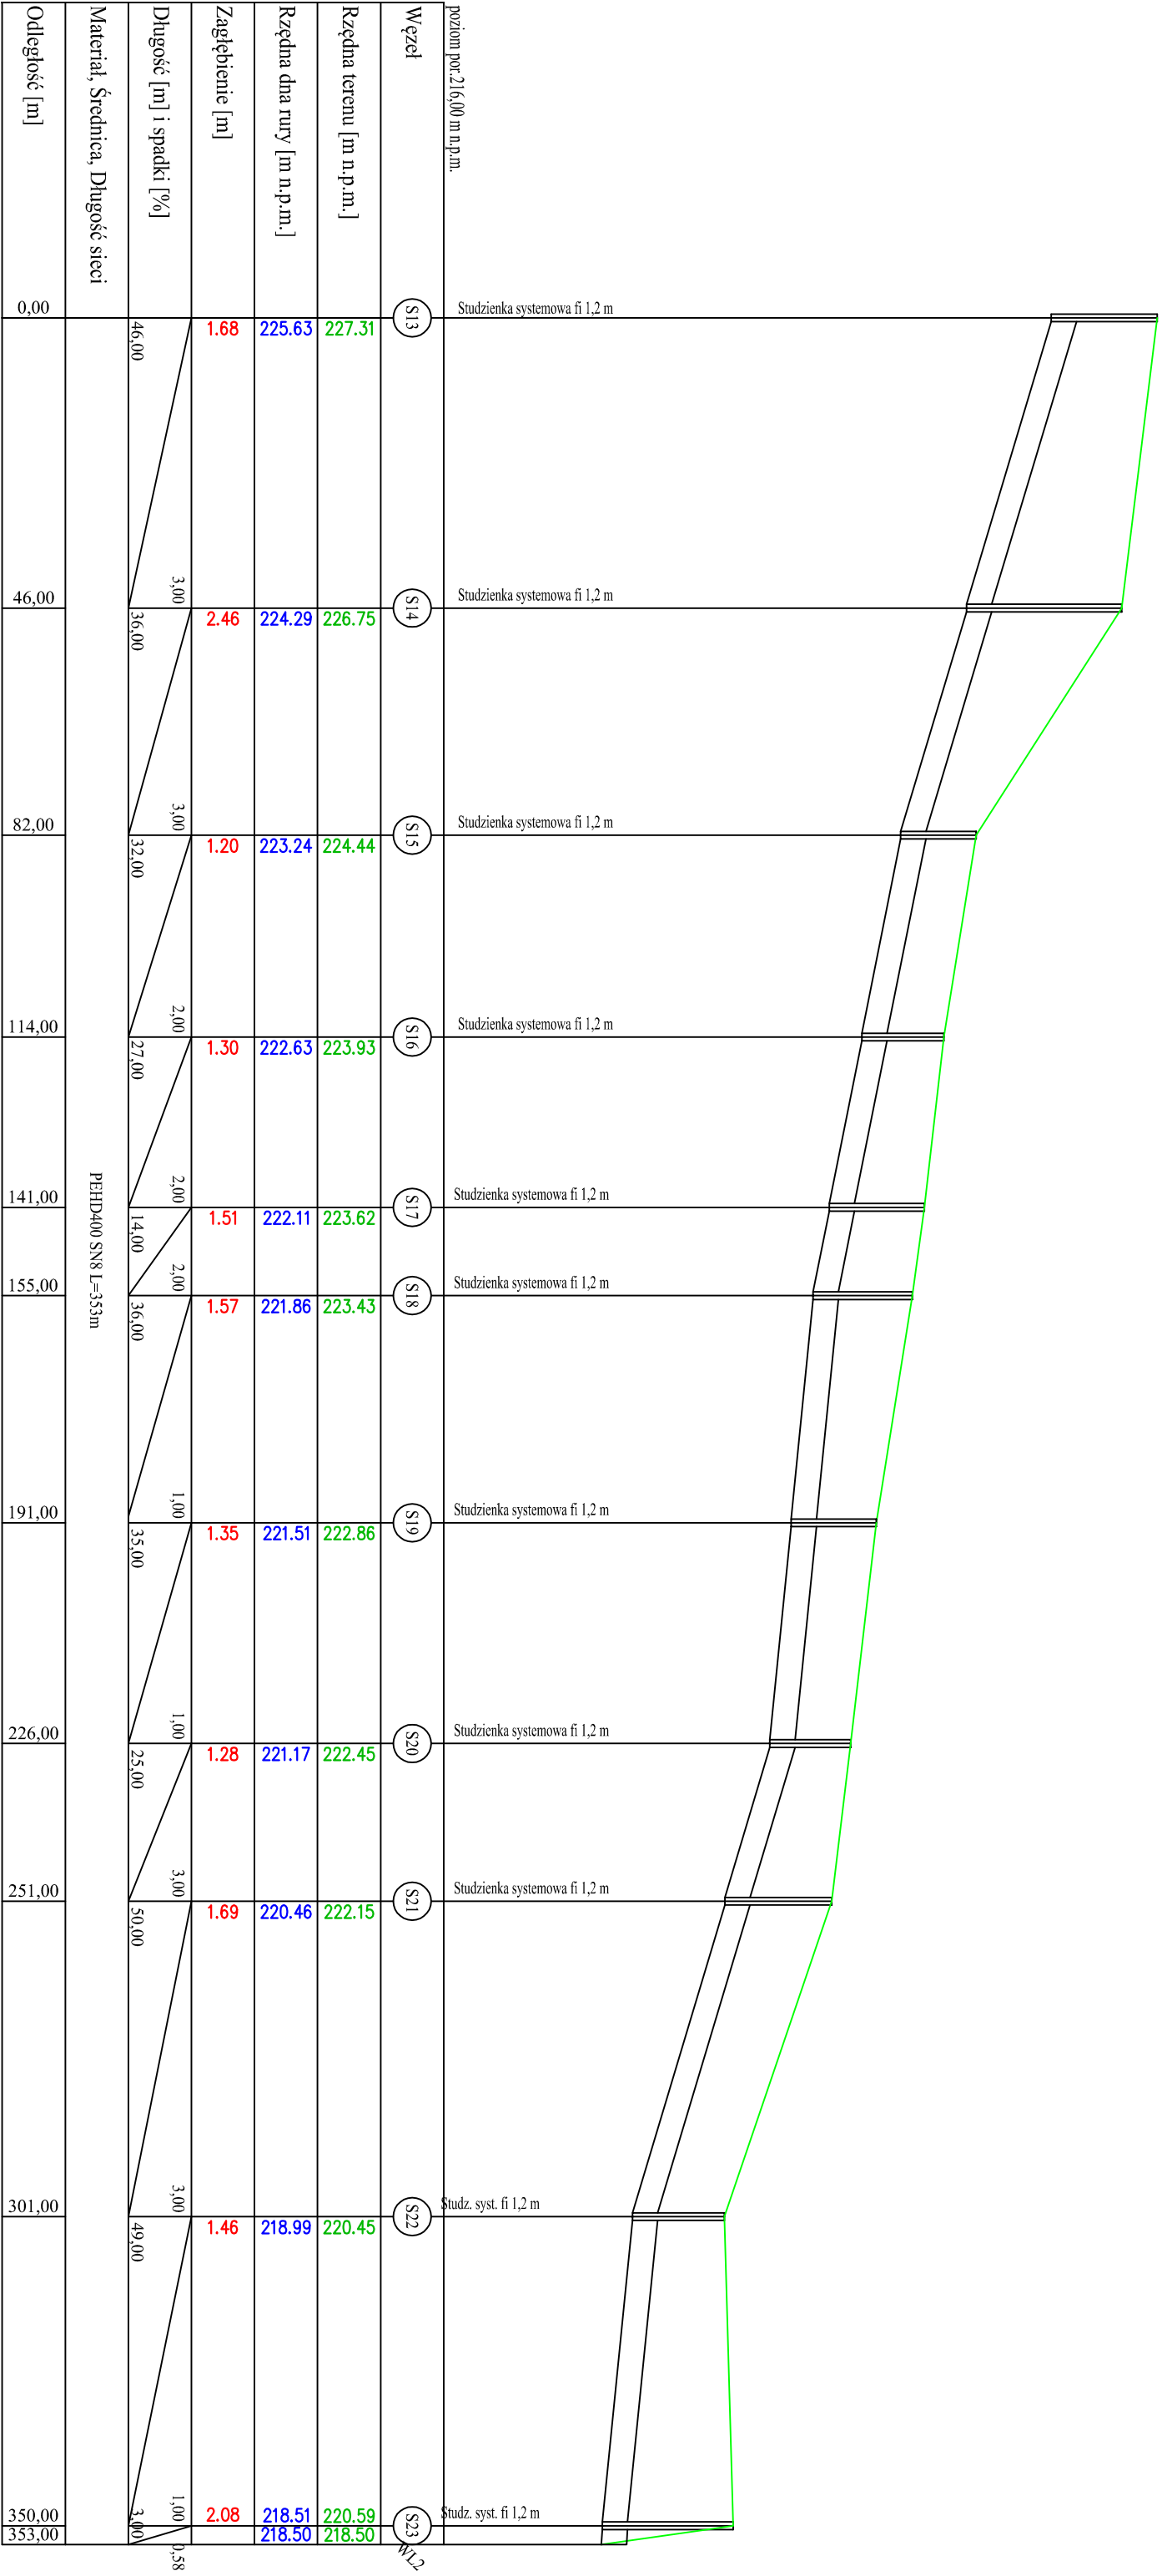 poziom por.216,00 m n.p.m.
Studzienka systemowa fi 1,2 m
Studzienka systemowa fi 1,2 m
Studzienka systemowa fi 1,2 m
Studzienka systemowa fi 1,2 m
Studzienka systemowa fi 1,2 m
Studzienka systemowa fi 1,2 m
Studzienka systemowa fi 1,2 m
Studzienka systemowa fi 1,2 m
Studzienka systemowa fi 1,2 m
Studz. syst. fi 1,2 m
Studz. syst. fi 1,2 m
Węzeł S13 S14 S15 S16 S17 S18 S19 S20 S21 S22 S23 WL2
Rzędna terenu [m n.p.m.] 227.31 226.75 224.44 223.93 223.62 223.43 222.86 222.45 222.15 220.45 220.59 218.50
Rzędna dna rury [m n.p.m.] 225.63 224.29 223.24 222.63 222.11 221.86 221.51 221.17 220.46 218.99 218.51 218.50
Zagłębienie [m] 1.68 2.46 1.20 1.30 1.51 1.57 1.35 1.28 1.69 1.46 2.08
Długość [m] i spadki [%]
3,00 3,00 2,00 2,00 2,00 1,00 1,00 3,00 3,00 1,00 0,58
46,00 36,00 32,00 27,00 14,00 36,00 35,00 25,00 50,00 49,00 3,00
Materiał, Średnica, Długość sieci PEHD400 SN8 L=353m
Odległość [m] 0,00 46,00 82,00 114,00 141,00 155,00 191,00 226,00 251,00 301,00 350,00 353,00